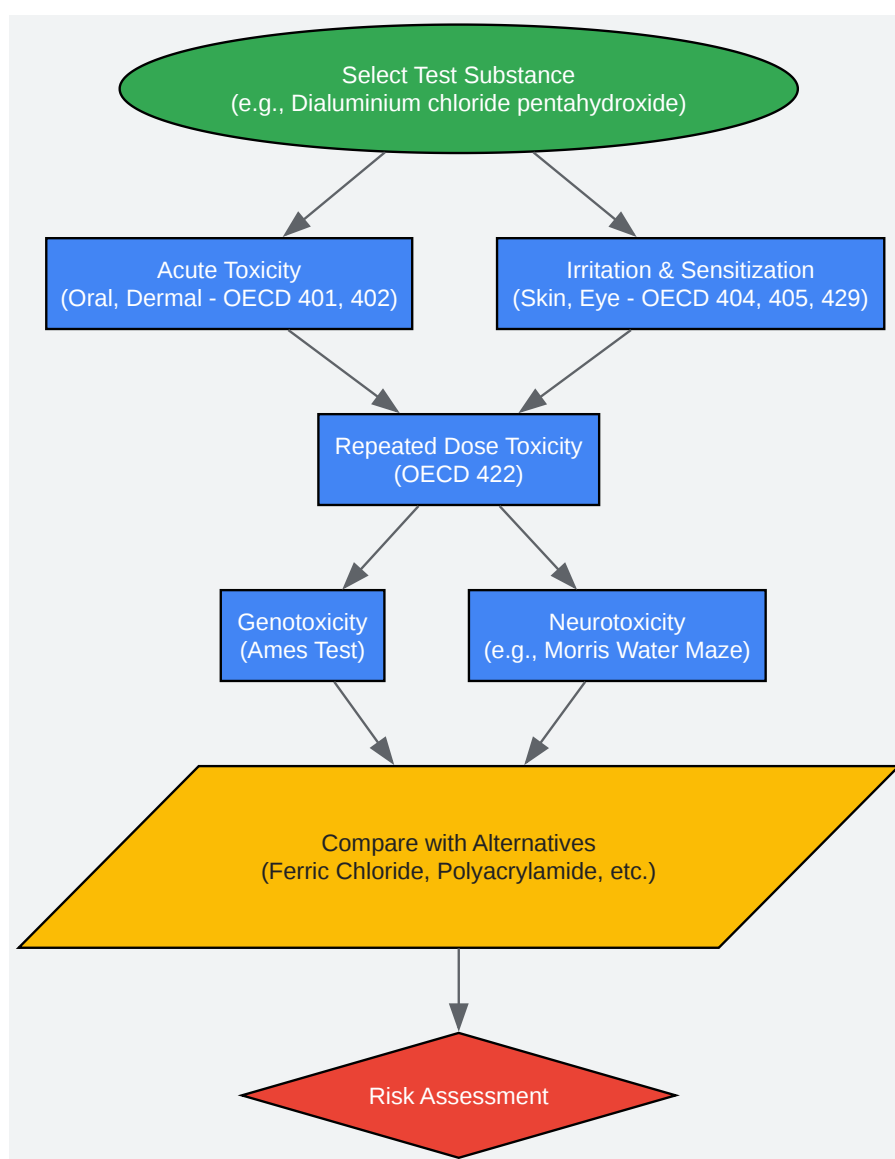 Select Test Substance
(e.g., Dialuminium chloride pentahydroxide)
Acute Toxicity
(Oral, Dermal - OECD 401, 402)
Irritation & Sensitization
(Skin, Eye - OECD 404, 405, 429)
Repeated Dose Toxicity
(OECD 422)
Genotoxicity
(Ames Test)
Neurotoxicity
(e.g., Morris Water Maze)
Compare with Alternatives
(Ferric Chloride, Polyacrylamide, etc.)
Risk Assessment